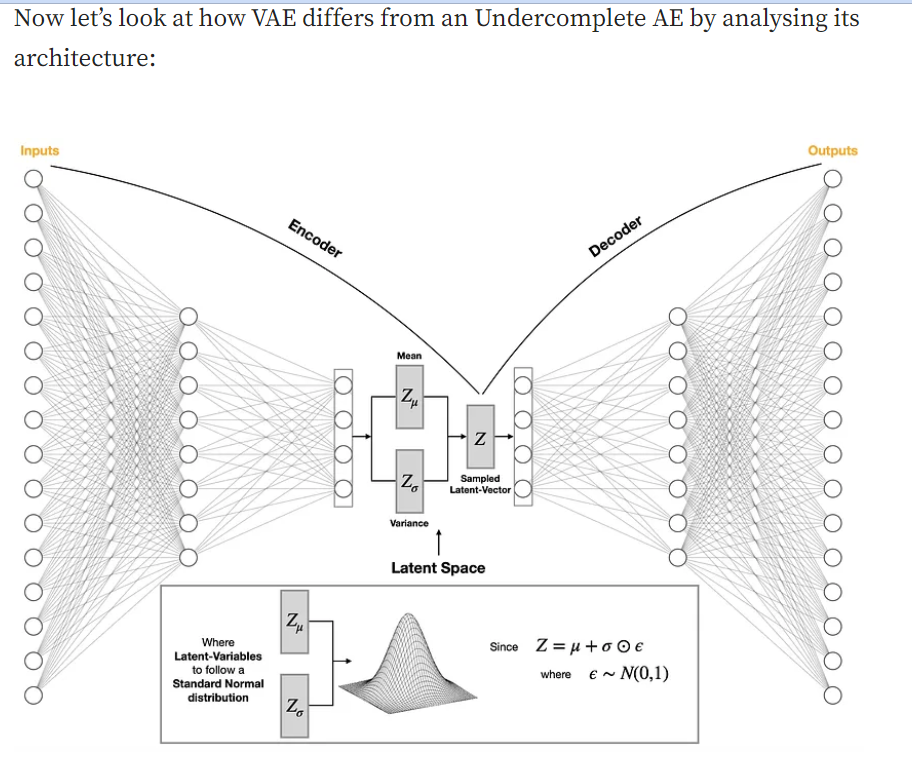 Now let's look at how VAE differs from an Undercomplete AE by analysing its
architecture:
Inputs
Outputs
Encoder
Decoder
Mean
Zμ
Z
Zσ
Sampled
Latent-Vector
Variance
Latent Space
Where
Latent-Variables
to follow a
Standard Normal
distribution
Zμ
Zσ
Since Z = μ + σ ⊙ ϵ
where ϵ ~ N(0,1)